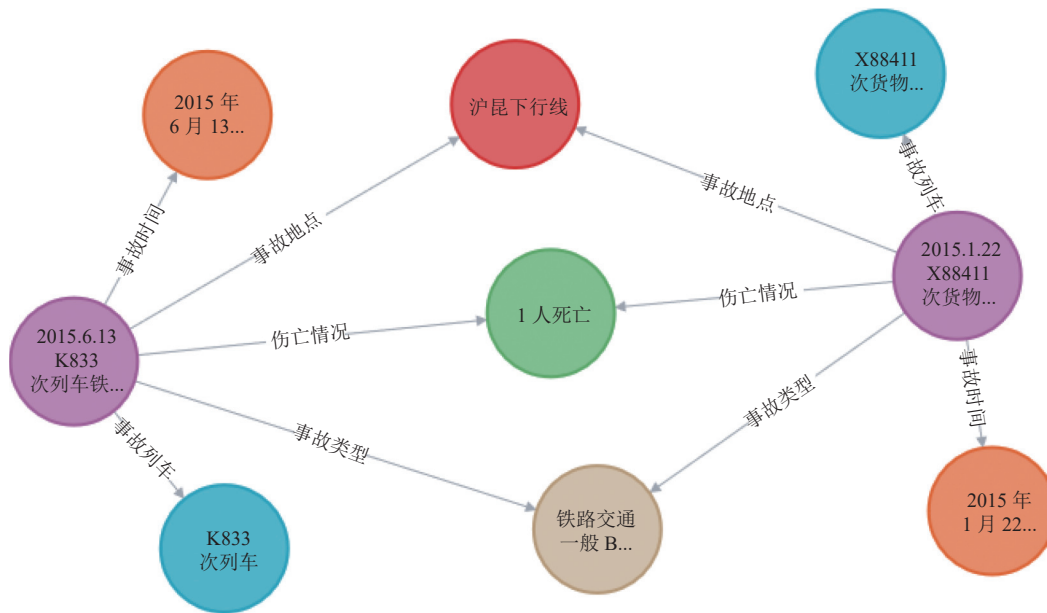 2015 年
6 月 13...
沪昆下行线
X88411
次货物...
事故时间
事故地点
事故地点
事故列车
2015.1.22
X88411
次货物...
伤亡情况
伤亡情况
1 人死亡
2015.6.13
K833
次列车铁...
事故列车
事故类型
事故类型
事故时间
K833
次列车
铁路交通
一般 B...
2015 年
1 月 22...